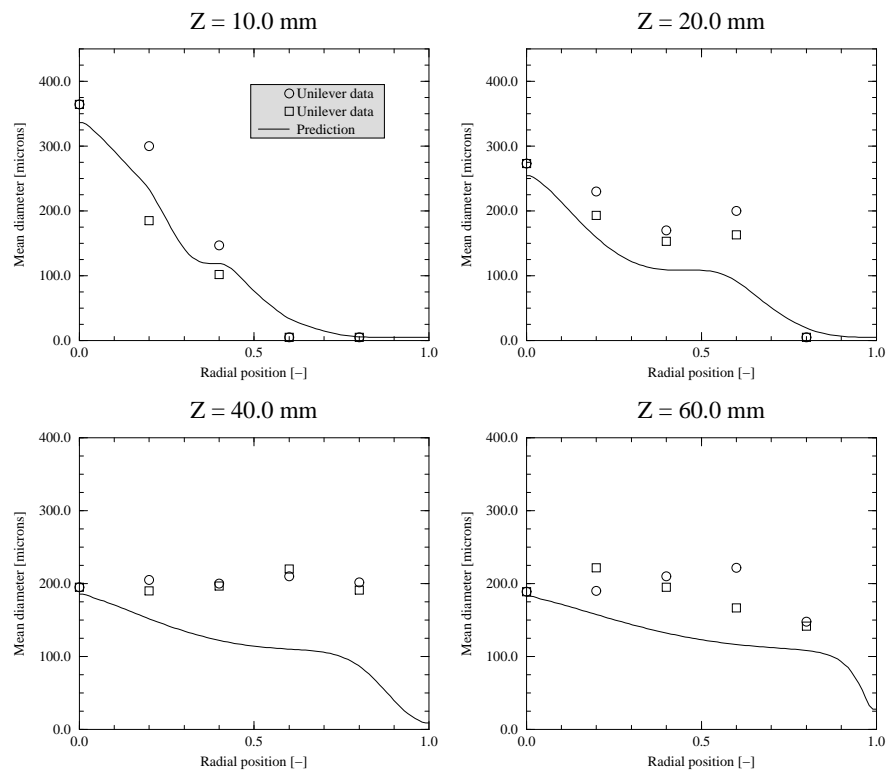 Z = 10.0 mm
Mean diameter [microns]
400.0
300.0
200.0
100.0
0.0
0.0
0.5
1.0
Radial position [−]
Unilever data
Unilever data
Prediction
Z = 20.0 mm
Mean diameter [microns]
400.0
300.0
200.0
100.0
0.0
0.0
0.5
1.0
Radial position [−]
Z = 40.0 mm
Mean diameter [microns]
400.0
300.0
200.0
100.0
0.0
0.0
0.5
1.0
Radial position [−]
Z = 60.0 mm
Mean diameter [microns]
400.0
300.0
200.0
100.0
0.0
0.0
0.5
1.0
Radial position [−]